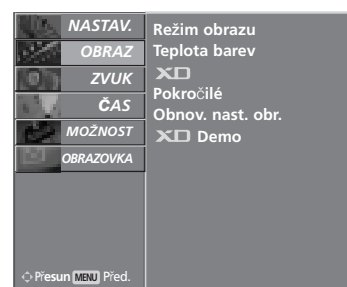 NASTAV.
OBRAZ
ZVUK
ČAS
MOŽNOST
OBRAZOVKA
Přesun MENU Před.
Režim obrazu
Teplota barev
XD
Pokročilé
Obnov. nast. obr.
XD Demo